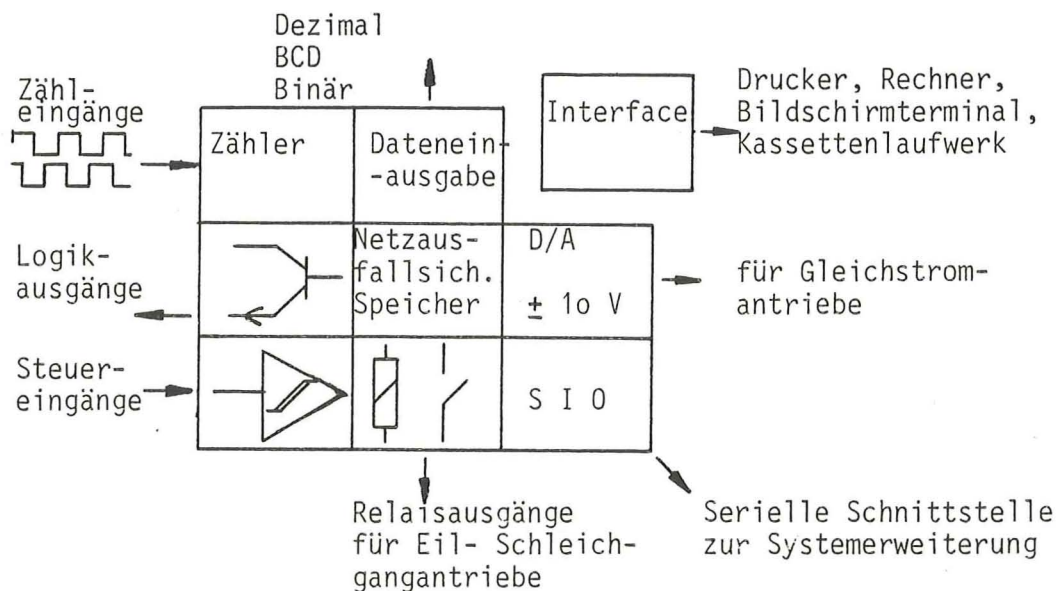 Dezimal
BCD
Binär
Zähl-
eingänge
Zähler
Datenein-
-ausgabe
Interface
Drucker, Rechner,
Bildschirmterminal,
Kassettenlaufwerk
Logik-
ausgänge
Netzaus-
fallsich.
Speicher
D/A
± 1o V
für Gleichstrom-
antriebe
Steuer-
eingänge
S I O
Relaisausgänge
für Eil- Schleich-
gangantriebe
Serielle Schnittstelle
zur Systemerweiterung